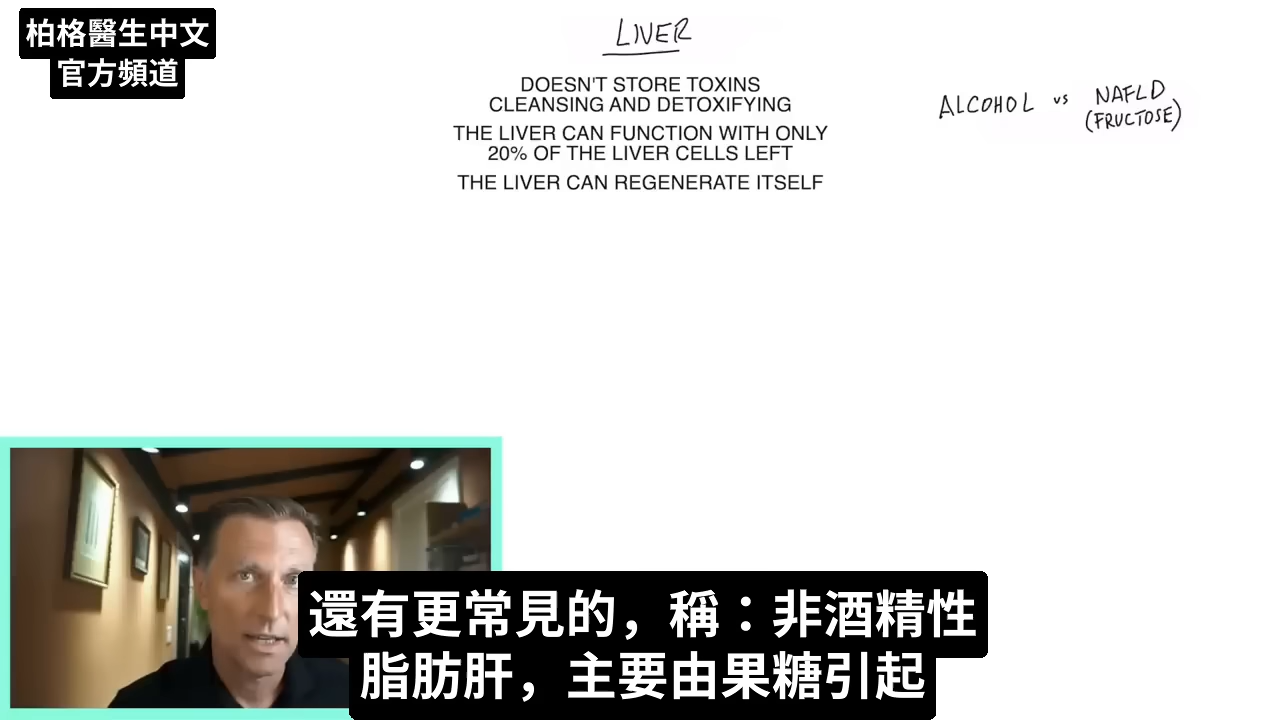 柏格醫生中文
官方頻道
LIVER
DOESN'T STORE TOXINS
CLEANSING AND DETOXIFYING
THE LIVER CAN FUNCTION WITH ONLY
20% OF THE LIVER CELLS LEFT
THE LIVER CAN REGENERATE ITSELF
ALCOHOL vs NAFLD
(FRUCTOSE)
還有更常見的，稱：非酒精性
脂肪肝，主要由果糖引起